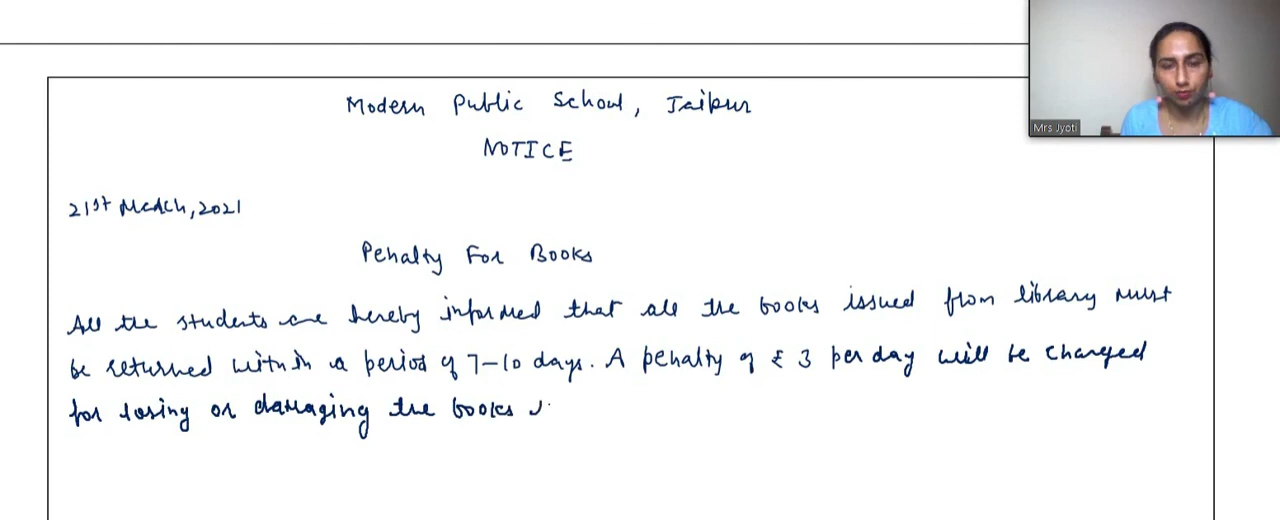 Modern Public School, Jaipur
NOTICE
21st March, 2021
Penalty For Books
All the students are hereby informed that all the books issued from library must
be returned within a period of 7-10 days. A penalty of ₹ 3 per day will be charged
for losing or damaging the books
Mrs Jyoti